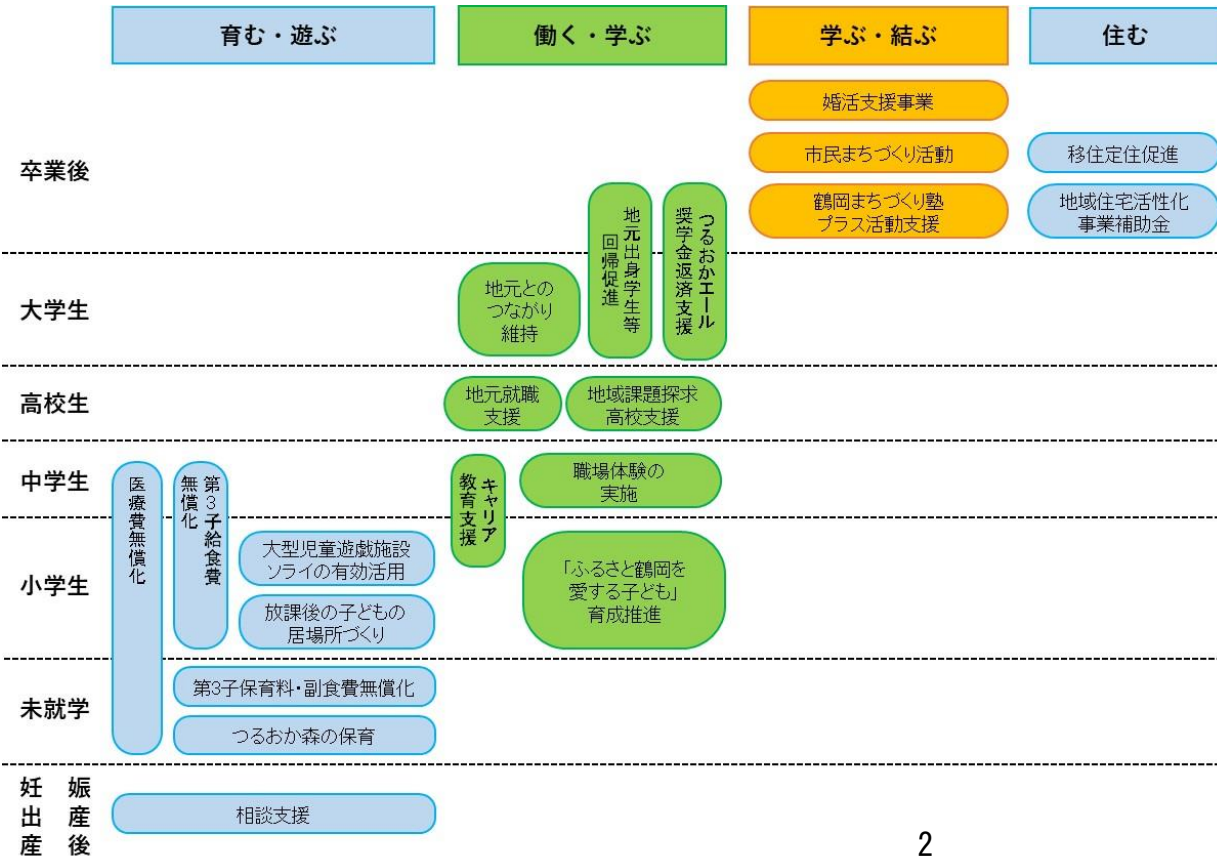 育む・遊ぶ
働く・学ぶ
学ぶ・結ぶ
住む
卒業後
婚活支援事業
市民まちづくり活動
鶴岡まちづくり塾
プラス活動支援
移住定住促進
地域住宅活性化
事業補助金
地元出身学生等
回帰促進
つるおかエール
奨学金返済支援
大学生
地元との
つながり
維持
高校生
地元就職
支援
地域課題探求
高校支援
中学生
医療費無償化
第3子給食費
無償化
キャリア
教育支援
職場体験の
実施
小学生
大型児童遊戯施設
ソライの有効活用
放課後の子どもの
居場所づくり
「ふるさと鶴岡を
愛する子ども」
育成推進
未就学
第3子保育料・副食費無償化
つるおか森の保育
妊娠
出産
産後
相談支援
2